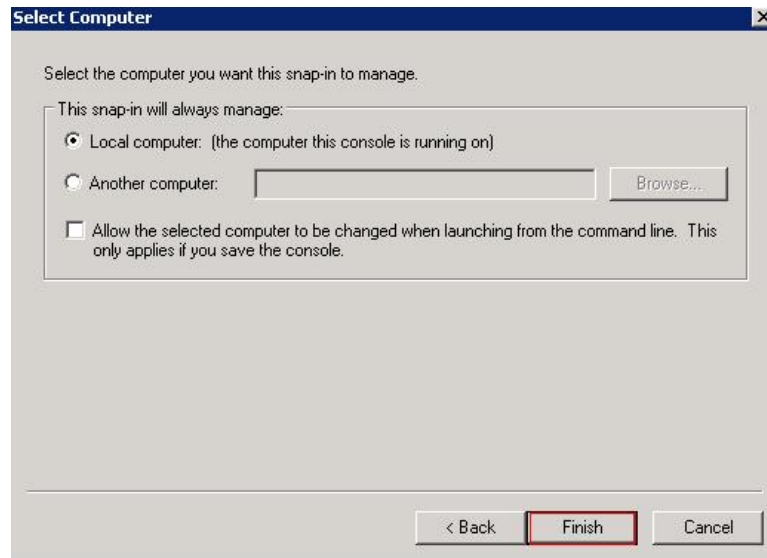 Select Computer
Select the computer you want this snap-in to manage.
This snap-in will always manage:
Local computer: (the computer this console is running on)
Another computer:
Browse...
Allow the selected computer to be changed when launching from the command line. This
only applies if you save the console.
< Back
Finish
Cancel